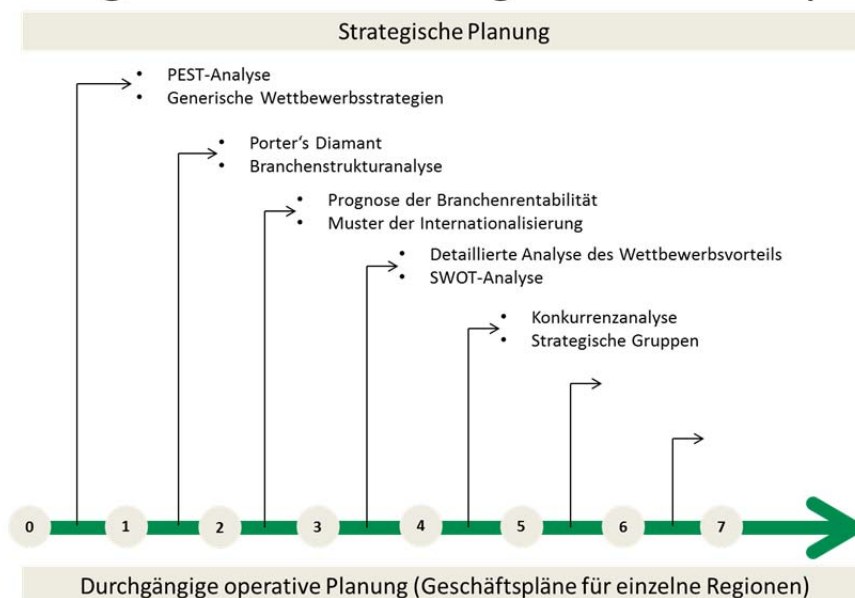 Strategische Planung
• PEST-Analyse
• Generische Wettbewerbsstrategien
• Porter‘s Diamant
• Branchenstrukturanalyse
• Prognose der Branchenrentabilität
• Muster der Internationalisierung
• Detaillierte Analyse des Wettbewerbsvorteils
• SWOT-Analyse
• Konkurrenzanalyse
• Strategische Gruppen
0 1 2 3 4 5 6 7
Durchgängige operative Planung (Geschäftspläne für einzelne Regionen)